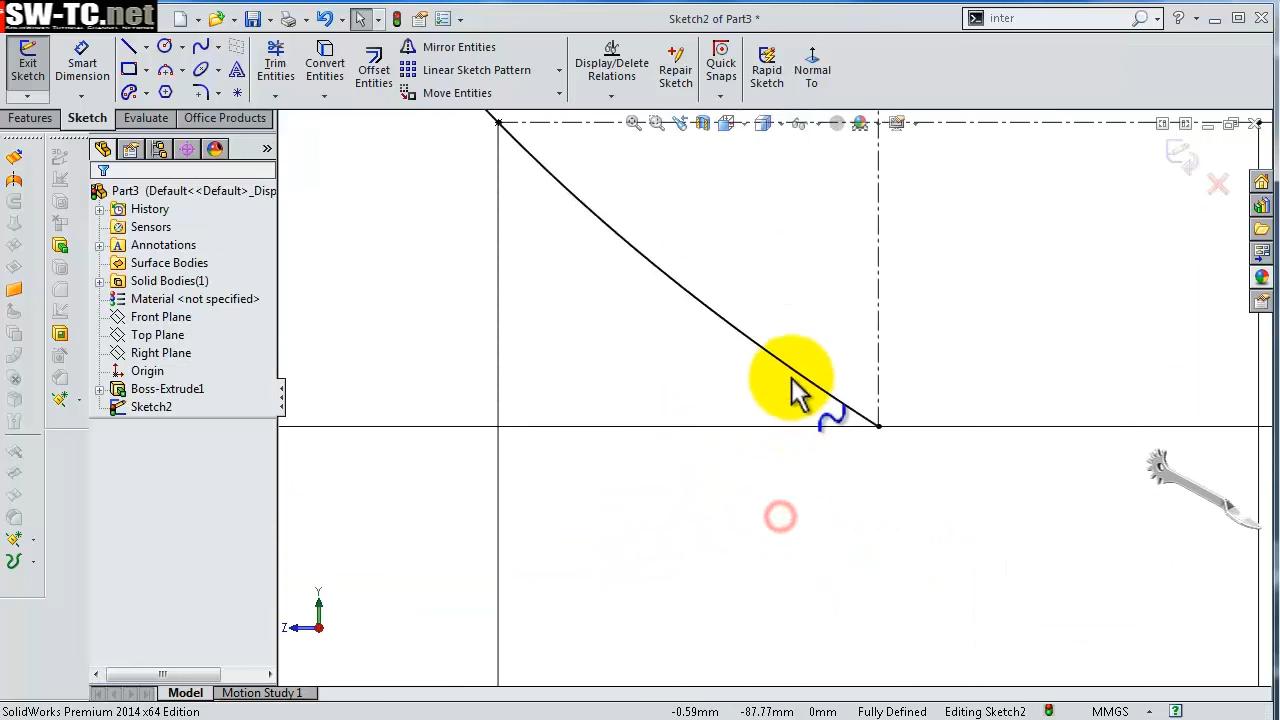 SW-TC.net
SolidWorks Tutorial Channel Networks
Sketch2 of Part3 *
inter
Exit Sketch
Smart Dimension
Trim Entities
Convert Entities
Offset Entities
Mirror Entities
Linear Sketch Pattern
Move Entities
Display/Delete Relations
Repair Sketch
Quick Snaps
Rapid Sketch
Normal To
Features
Sketch
Evaluate
Office Products
Part3 (Default<<Default>_Disp
History
Sensors
Annotations
Surface Bodies
Solid Bodies(1)
Material <not specified>
Front Plane
Top Plane
Right Plane
Origin
Boss-Extrude1
Sketch2
Y
Z
Model
Motion Study 1
SolidWorks Premium 2014 x64 Edition
-0.59mm
-87.77mm
0mm
Fully Defined
Editing Sketch2
MMGS